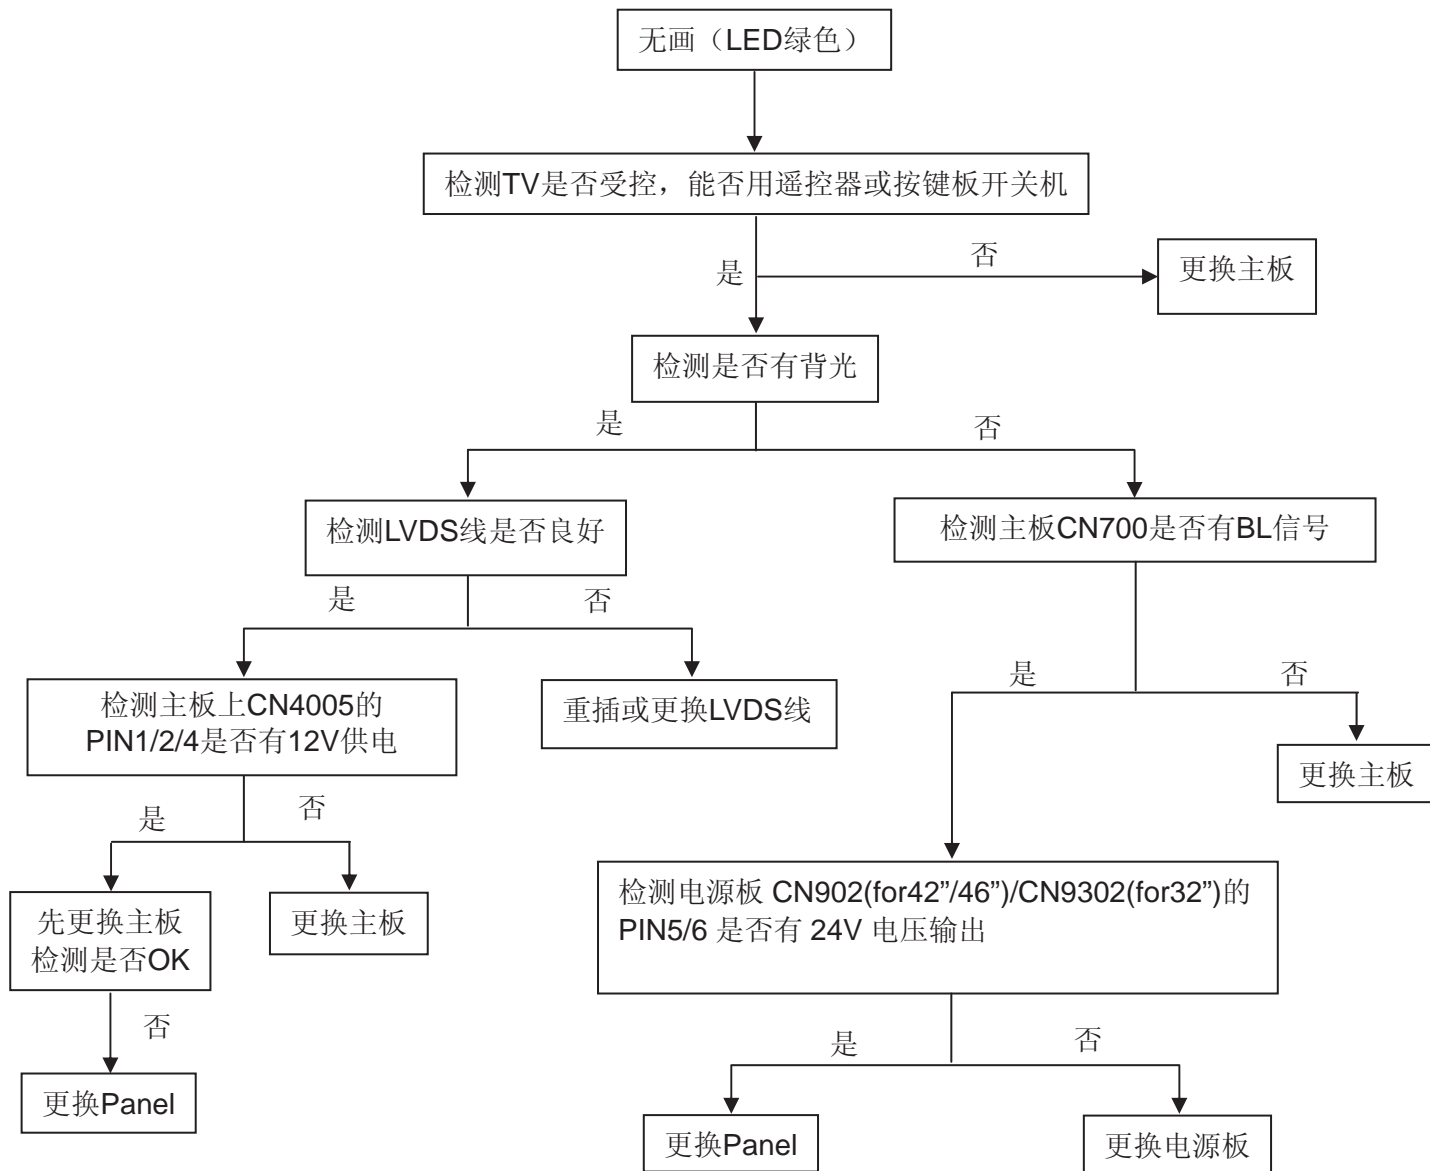 无画（LED绿色）
检测TV是否受控，能否用遥控器或按键板开关机
是
否
更换主板
检测是否有背光
是
否
检测LVDS线是否良好
检测主板CN700是否有BL信号
是
否
是
否
检测主板上CN4005的
PIN1/2/4是否有12V供电
重插或更换LVDS线
更换主板
是
否
检测电源板 CN902(for42”/46”)/CN9302(for32”)的
PIN5/6 是否有 24V 电压输出
先更换主板
检测是否OK
更换主板
否
是
否
更换Panel
更换Panel
更换电源板